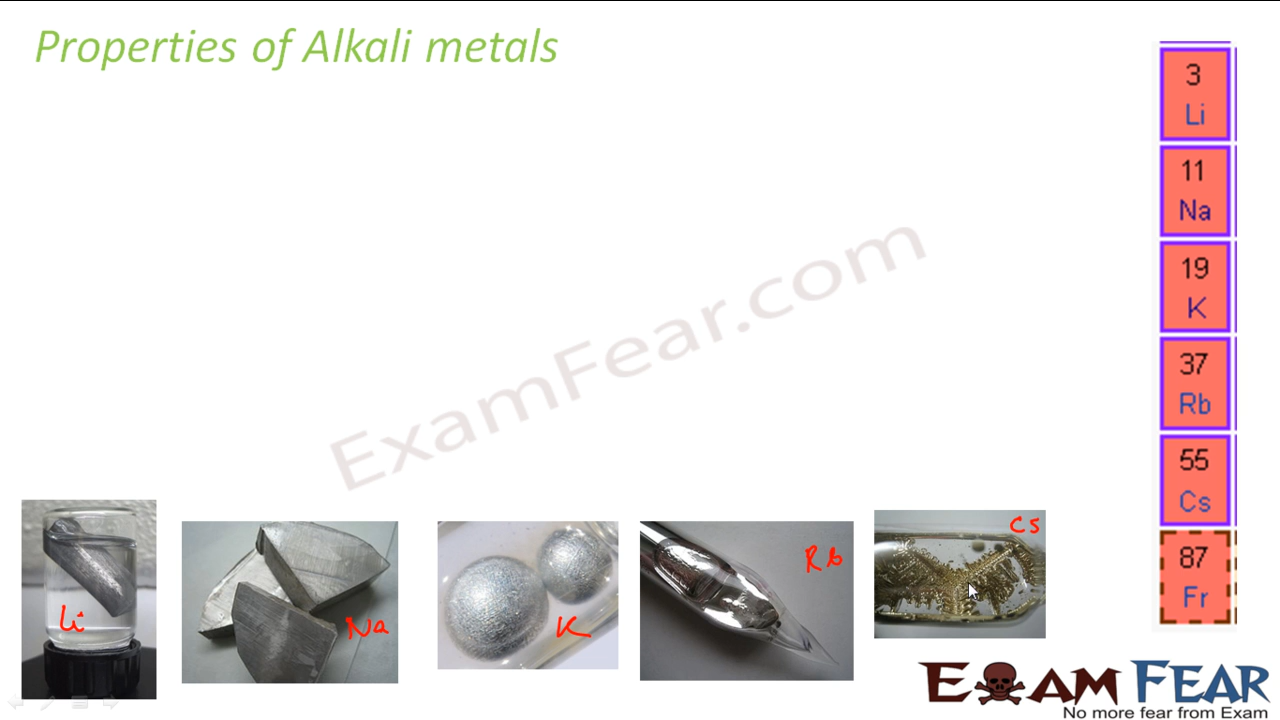 Properties of Alkali metals
3
Li
11
Na
19
K
37
Rb
55
Cs
87
Fr
ExamFear.com
Li
Na
K
Rb
Cs
EXAM FEAR
No more fear from Exam